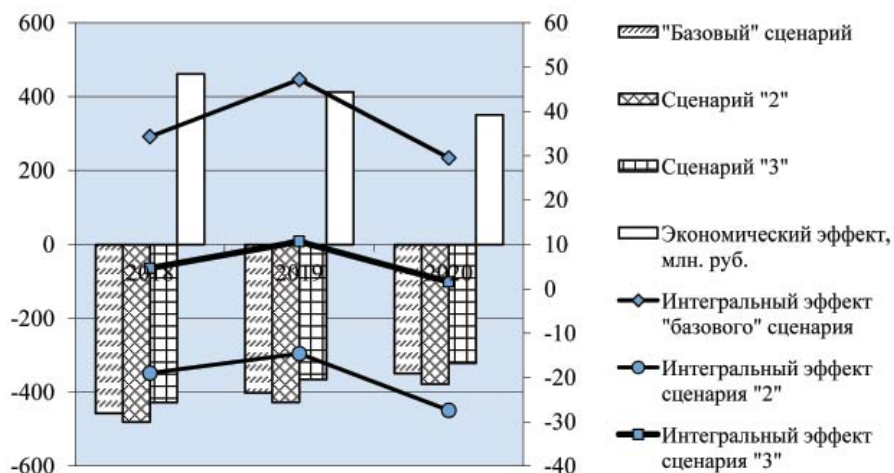 600
400
200
0
-200
-400
-600
2018
2019
2020
60
50
40
30
20
10
0
-10
-20
-30
-40
"Базовый" сценарий
Сценарий "2"
Сценарий "3"
Экономический эффект,
млн. руб.
Интегральный эффект
"базового" сценария
Интегральный эффект
сценария "2"
Интегральный эффект
сценария "3"